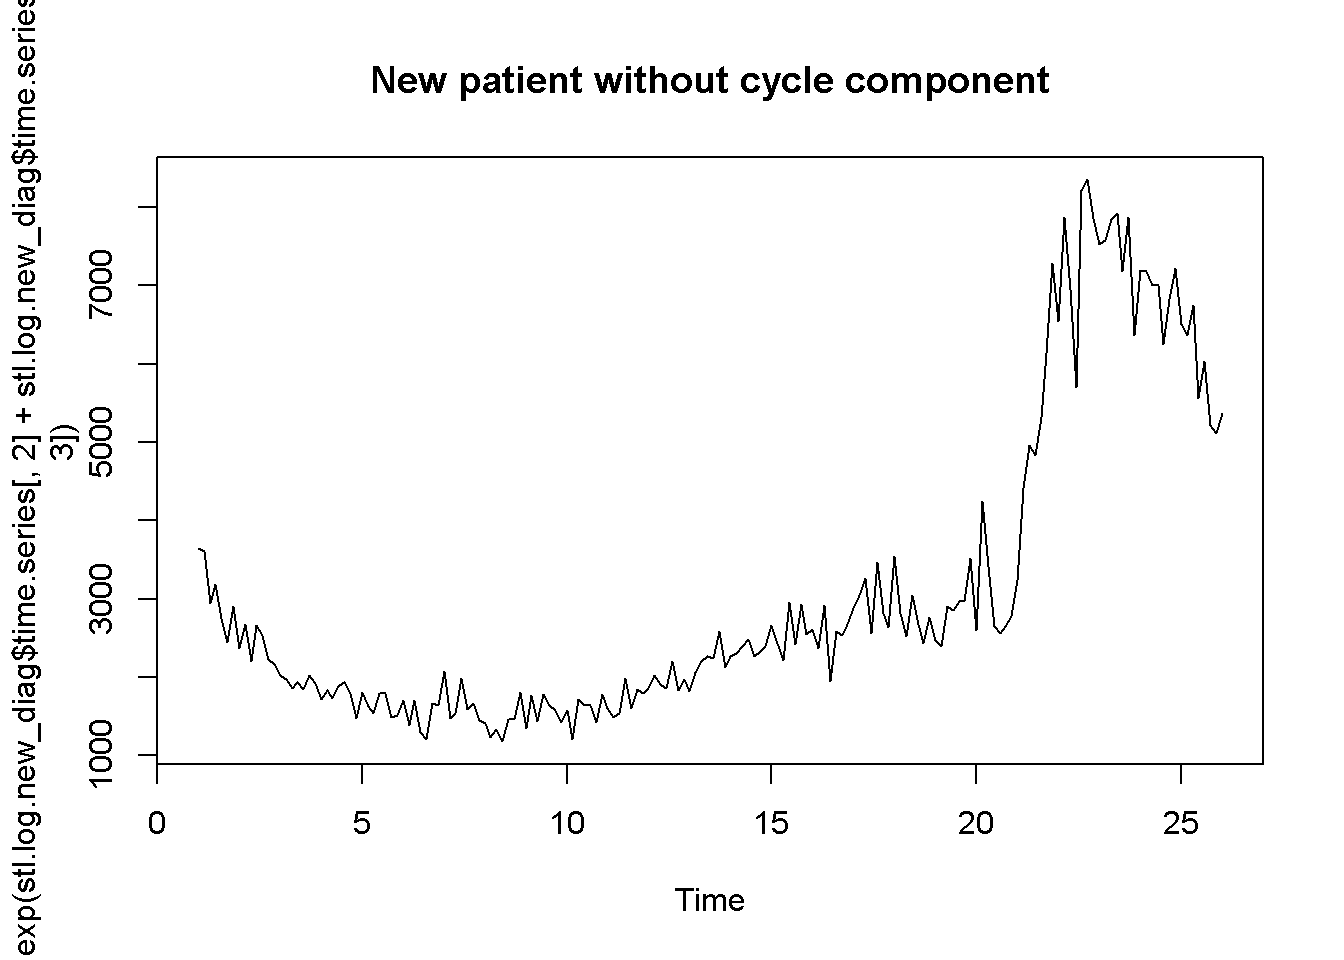 New patient without cycle component
exp(stl.log.new_diag$time.series[, 2] + stl.log.new_diag$time.series
3])
7000
5000
3000
1000
0 5 10 15 20 25
Time